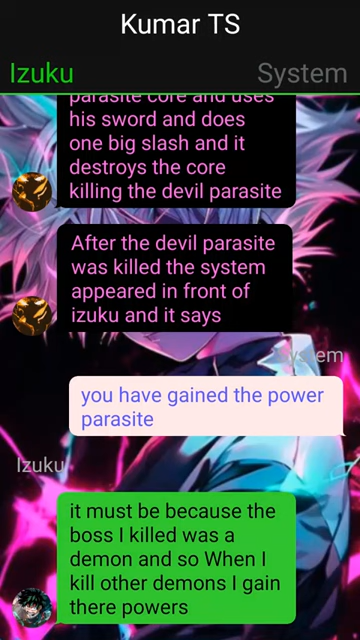 Kumar TS
Izuku
System
parasite core and uses
his sword and does
one big slash and it
destroys the core
killing the devil parasite
After the devil parasite
was killed the system
appeared in front of
izuku and it says
System
you have gained the power
parasite
Izuku
it must be because the
boss I killed was a
demon and so When I
kill other demons I gain
there powers